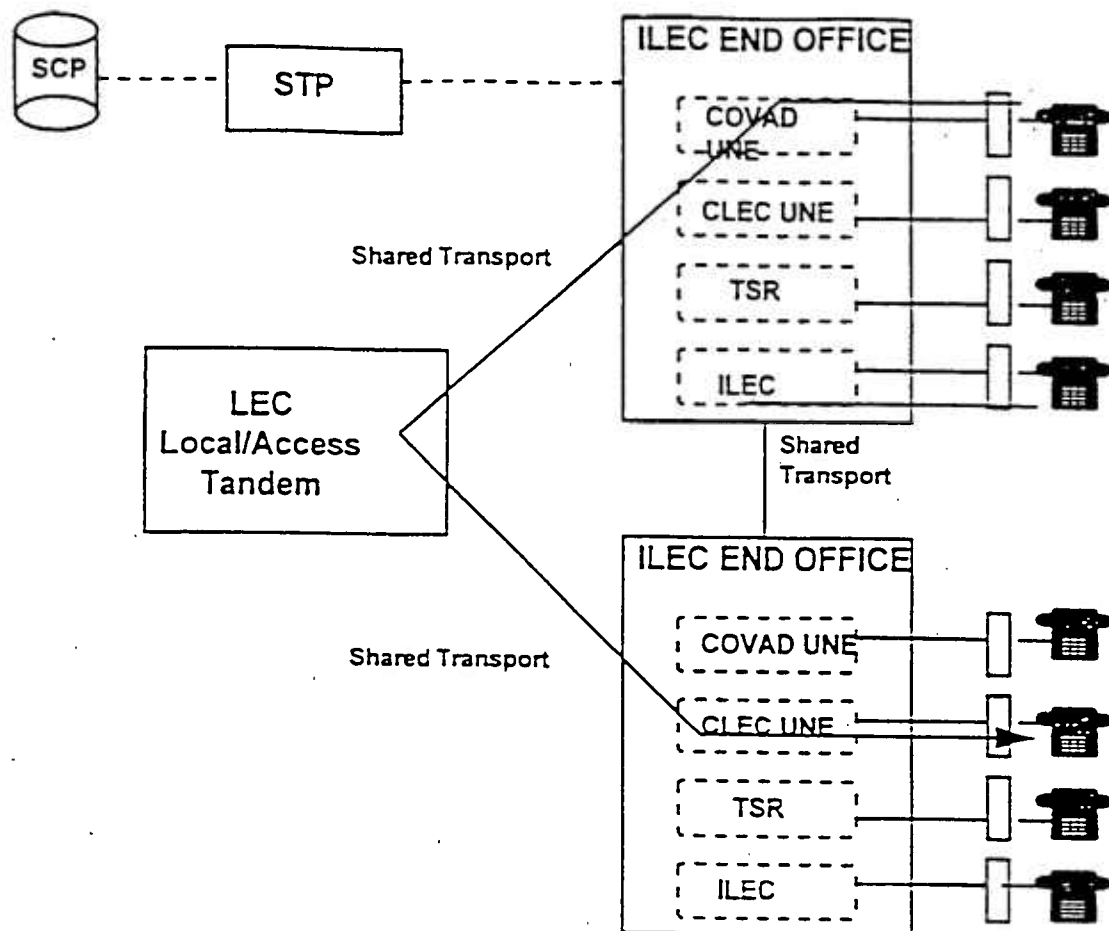 SCP
STP
ILEC END OFFICE
COVAD
UNE
CLEC UNE
TSR
ILEC
Shared Transport
LEC
Local/Access
Tandem
Shared
Transport
ILEC END OFFICE
COVAD UNE
CLEC UNE
TSR
ILEC
Shared Transport